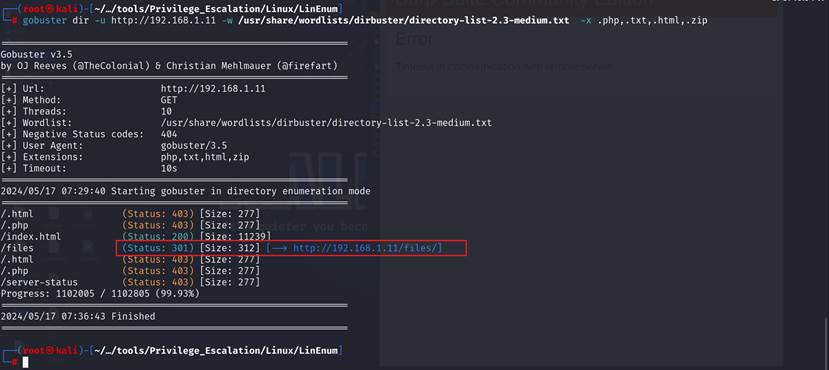 Burp Suite Community Edition
┌──(root㉿kali)-[~/…/tools/Privilege_Escalation/Linux/LinEnum]
└─# gobuster dir -u http://192.168.1.11 -w /usr/share/wordlists/dirbuster/directory-list-2.3-medium.txt -x .php,.txt,.html,.zip
Error
===============================================================
Gobuster v3.5
by OJ Reeves (@TheColonial) & Christian Mehlmauer (@firefart)
===============================================================
[+] Url: http://192.168.1.11
[+] Method: GET
[+] Threads: 10
[+] Wordlist: /usr/share/wordlists/dirbuster/directory-list-2.3-medium.txt
[+] Negative Status codes: 404
[+] User Agent: gobuster/3.5
[+] Extensions: php,txt,html,zip
[+] Timeout: 10s
===============================================================
2024/05/17 07:29:40 Starting gobuster in directory enumeration mode
===============================================================
/.html (Status: 403) [Size: 277]
/.php (Status: 403) [Size: 277]
/index.html (Status: 200) [Size: 11239]
/files (Status: 301) [Size: 312] [--> http://192.168.1.11/files/]
/.html (Status: 403) [Size: 277]
/.php (Status: 403) [Size: 277]
/server-status (Status: 403) [Size: 277]
Progress: 1102005 / 1102805 (99.93%)
===============================================================
2024/05/17 07:36:43 Finished
===============================================================
┌──(root㉿kali)-[~/…/tools/Privilege_Escalation/Linux/LinEnum]
└─#